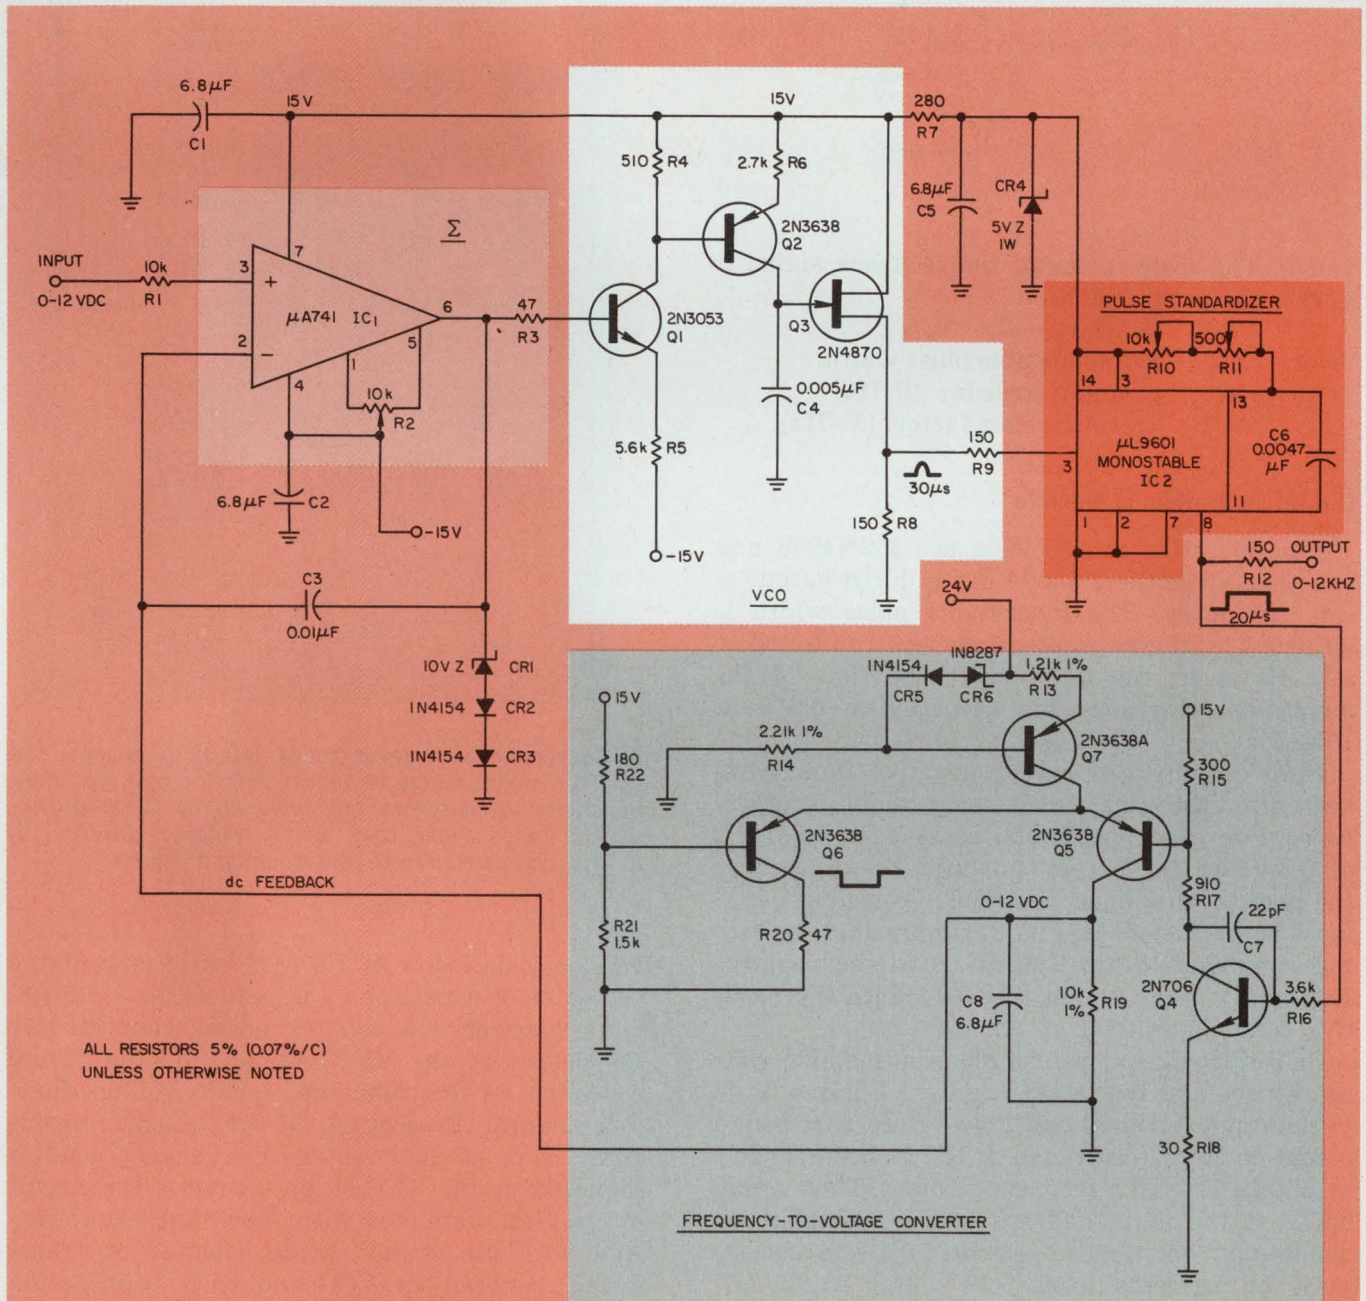 6.8μF
C1
15V
15V
280
R7
510
R4
2.7k
R6
6.8μF
C5
CR4
5V Z
1W
Σ
2N3638
Q2
INPUT
0-12 VDC
10k
R1
3
+
7
μA741 IC1
6
2
−
4
1
5
10k
R2
47
R3
2N3053
Q1
Q3
2N4870
PULSE STANDARDIZER
10k
R10
500
R11
14
3
13
μL9601
MONOSTABLE
IC2
C6
0.0047
μF
3
11
1
2
7
8
0.005μF
C4
5.6k
R5
150
R9
30μs
150
R8
6.8μF
C2
-15V
-15V
VCO
150
R12
OUTPUT
0-12KHZ
20μs
C3
0.01μF
24V
10V Z
CR1
1N4154
CR2
1N4154
CR3
1N4154
CR5
1N8287
CR6
1.21k 1%
R13
15V
2.21k 1%
R14
2N3638A
Q7
15V
180
R22
300
R15
2N3638
Q6
2N3638
Q5
dc FEEDBACK
0-12 VDC
910
R17
22pF
C7
R21
1.5k
R20
47
2N706
Q4
3.6k
R16
C8
6.8μF
10k
1%
R19
ALL RESISTORS 5% (0.07%/C)
UNLESS OTHERWISE NOTED
30
R18
FREQUENCY-TO-VOLTAGE CONVERTER